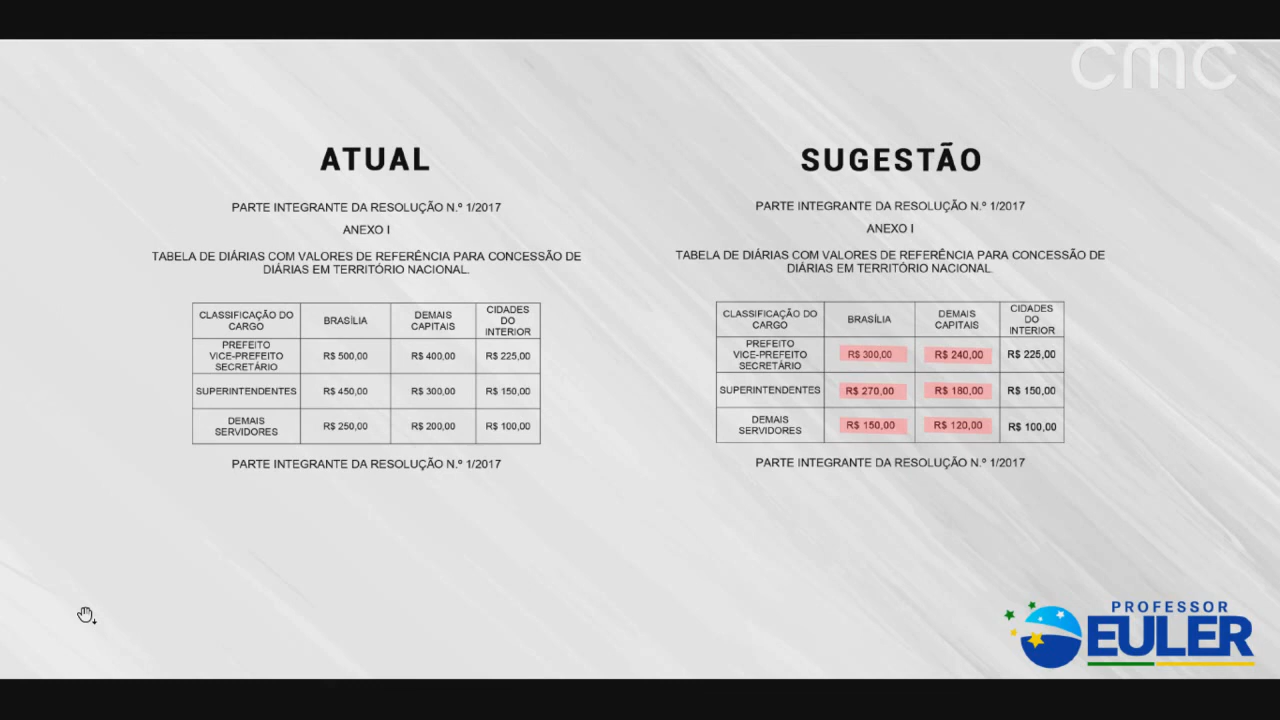 cmc
ATUAL
PARTE INTEGRANTE DA RESOLUÇÃO N.º 1/2017
ANEXO I
TABELA DE DIÁRIAS COM VALORES DE REFERÊNCIA PARA CONCESSÃO DE
DIÁRIAS EM TERRITÓRIO NACIONAL.
CLASSIFICAÇÃO DO CARGO BRASÍLIA DEMAIS CAPITAIS CIDADES DO INTERIOR
PREFEITO VICE-PREFEITO SECRETÁRIO R$ 500,00 R$ 400,00 R$ 225,00
SUPERINTENDENTES R$ 450,00 R$ 300,00 R$ 150,00
DEMAIS SERVIDORES R$ 250,00 R$ 200,00 R$ 100,00
PARTE INTEGRANTE DA RESOLUÇÃO N.º 1/2017
SUGESTÃO
PARTE INTEGRANTE DA RESOLUÇÃO N.º 1/2017
ANEXO I
TABELA DE DIÁRIAS COM VALORES DE REFERÊNCIA PARA CONCESSÃO DE
DIÁRIAS EM TERRITÓRIO NACIONAL.
CLASSIFICAÇÃO DO CARGO BRASÍLIA DEMAIS CAPITAIS CIDADES DO INTERIOR
PREFEITO VICE-PREFEITO SECRETÁRIO R$ 300,00 R$ 240,00 R$ 225,00
SUPERINTENDENTES R$ 270,00 R$ 180,00 R$ 150,00
DEMAIS SERVIDORES R$ 150,00 R$ 120,00 R$ 100,00
PARTE INTEGRANTE DA RESOLUÇÃO N.º 1/2017
PROFESSOR
EULER